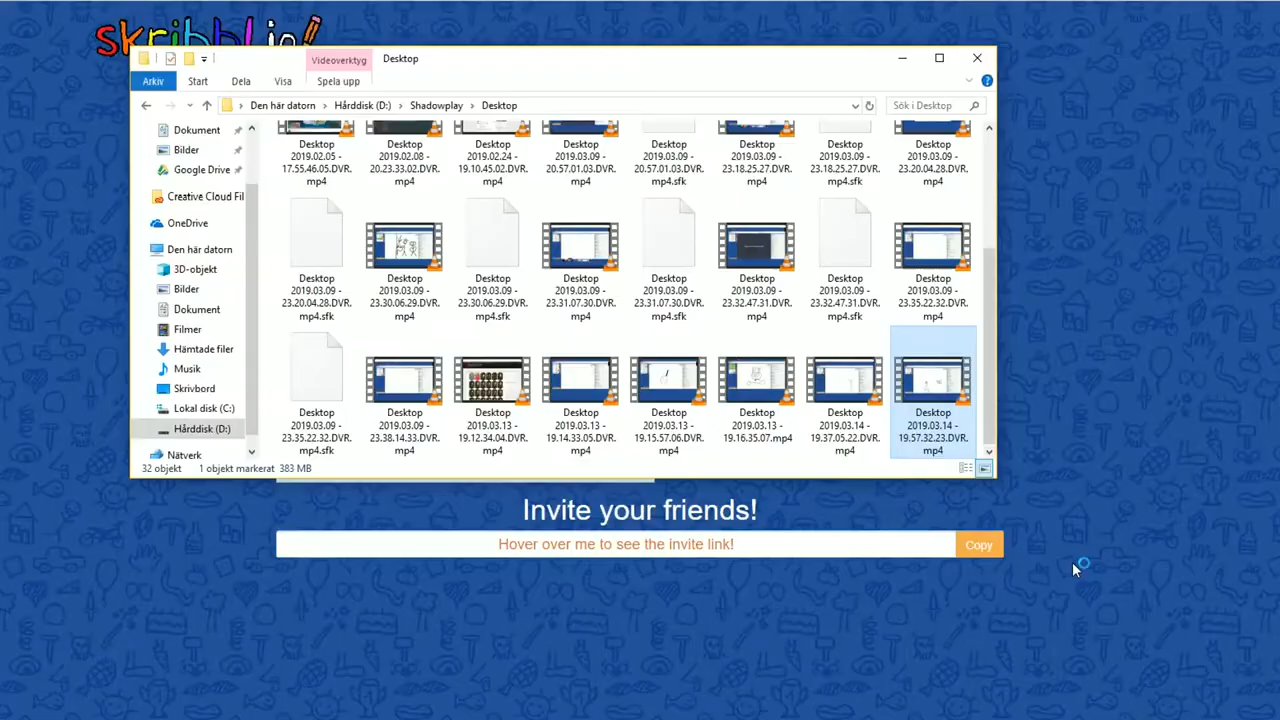 skribbl.io!
Videoverktyg
Desktop
Arkiv
Start
Dela
Visa
Spela upp
Den här datorn
Hårddisk (D:)
Shadowplay
Desktop
Sök i Desktop
Dokument
Bilder
Google Drive
Creative Cloud Fil
OneDrive
Den här datorn
3D-objekt
Bilder
Dokument
Filmer
Hämtade filer
Musik
Skrivbord
Lokal disk (C:)
Hårddisk (D:)
Nätverk
Desktop
2019.02.05 -
17.55.46.05.DVR.
mp4
Desktop
2019.02.08 -
20.23.33.02.DVR.
mp4
Desktop
2019.02.24 -
19.10.45.02.DVR.
mp4
Desktop
2019.03.09 -
20.57.01.03.DVR.
mp4
Desktop
2019.03.09 -
20.57.01.03.DVR.
mp4.sfk
Desktop
2019.03.09 -
23.18.25.27.DVR.
mp4
Desktop
2019.03.09 -
23.18.25.27.DVR.
mp4.sfk
Desktop
2019.03.09 -
23.20.04.28.DVR.
mp4
Desktop
2019.03.09 -
23.20.04.28.DVR.
mp4.sfk
Desktop
2019.03.09 -
23.30.06.29.DVR.
mp4
Desktop
2019.03.09 -
23.30.06.29.DVR.
mp4.sfk
Desktop
2019.03.09 -
23.31.07.30.DVR.
mp4
Desktop
2019.03.09 -
23.31.07.30.DVR.
mp4.sfk
Desktop
2019.03.09 -
23.32.47.31.DVR.
mp4
Desktop
2019.03.09 -
23.32.47.31.DVR.
mp4.sfk
Desktop
2019.03.09 -
23.35.22.32.DVR.
mp4
Desktop
2019.03.09 -
23.35.22.32.DVR.
mp4.sfk
Desktop
2019.03.09 -
23.38.14.33.DVR.
mp4
Desktop
2019.03.13 -
19.12.34.04.DVR.
mp4
Desktop
2019.03.13 -
19.14.33.05.DVR.
mp4
Desktop
2019.03.13 -
19.15.57.06.DVR.
mp4
Desktop
2019.03.13 -
19.16.35.07.mp4
Desktop
2019.03.14 -
19.37.05.22.DVR.
mp4
Desktop
2019.03.14 -
19.57.32.23.DVR.
mp4
32 objekt
1 objekt markerat
383 MB
Invite your friends!
Hover over me to see the invite link!
Copy